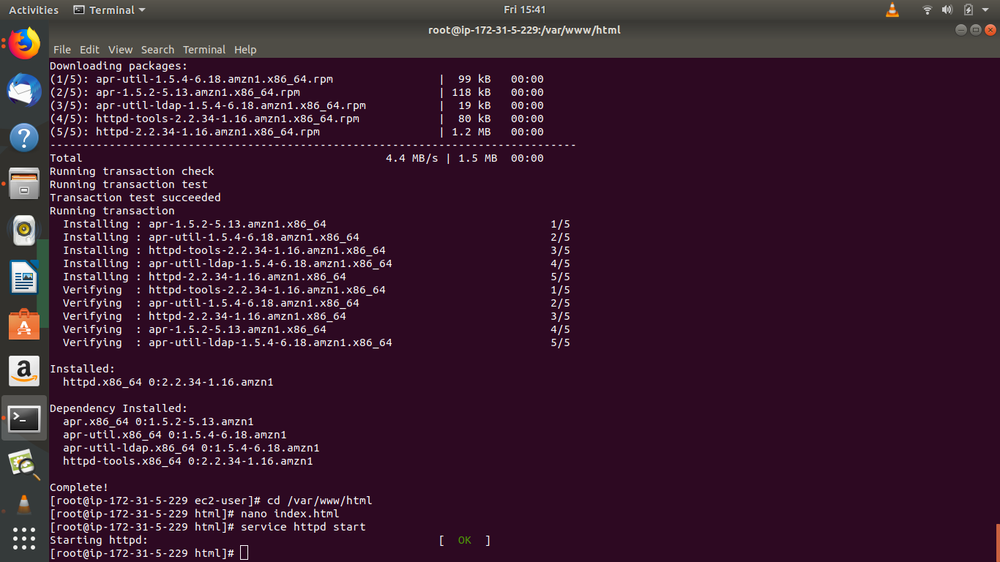 Activities Terminal Fri 15:41
root@ip-172-31-5-229:/var/www/html
File Edit View Search Terminal Help
Downloading packages:
(1/5): apr-util-1.5.4-6.18.amzn1.x86_64.rpm | 99 kB 00:00
(2/5): apr-1.5.2-5.13.amzn1.x86_64.rpm | 118 kB 00:00
(3/5): apr-util-ldap-1.5.4-6.18.amzn1.x86_64.rpm | 19 kB 00:00
(4/5): httpd-tools-2.2.34-1.16.amzn1.x86_64.rpm | 80 kB 00:00
(5/5): httpd-2.2.34-1.16.amzn1.x86_64.rpm | 1.2 MB 00:00
--------------------------------------------------------------------------------
Total 4.4 MB/s | 1.5 MB 00:00
Running transaction check
Running transaction test
Transaction test succeeded
Running transaction
Installing : apr-1.5.2-5.13.amzn1.x86_64 1/5
Installing : apr-util-1.5.4-6.18.amzn1.x86_64 2/5
Installing : httpd-tools-2.2.34-1.16.amzn1.x86_64 3/5
Installing : apr-util-ldap-1.5.4-6.18.amzn1.x86_64 4/5
Installing : httpd-2.2.34-1.16.amzn1.x86_64 5/5
Verifying : httpd-tools-2.2.34-1.16.amzn1.x86_64 1/5
Verifying : apr-util-1.5.4-6.18.amzn1.x86_64 2/5
Verifying : httpd-2.2.34-1.16.amzn1.x86_64 3/5
Verifying : apr-1.5.2-5.13.amzn1.x86_64 4/5
Verifying : apr-util-ldap-1.5.4-6.18.amzn1.x86_64 5/5
Installed:
httpd.x86_64 0:2.2.34-1.16.amzn1
Dependency Installed:
apr.x86_64 0:1.5.2-5.13.amzn1
apr-util.x86_64 0:1.5.4-6.18.amzn1
apr-util-ldap.x86_64 0:1.5.4-6.18.amzn1
httpd-tools.x86_64 0:2.2.34-1.16.amzn1
Complete!
[root@ip-172-31-5-229 ec2-user]# cd /var/www/html
[root@ip-172-31-5-229 html]# nano index.html
[root@ip-172-31-5-229 html]# service httpd start
Starting httpd: [ OK ]
[root@ip-172-31-5-229 html]#